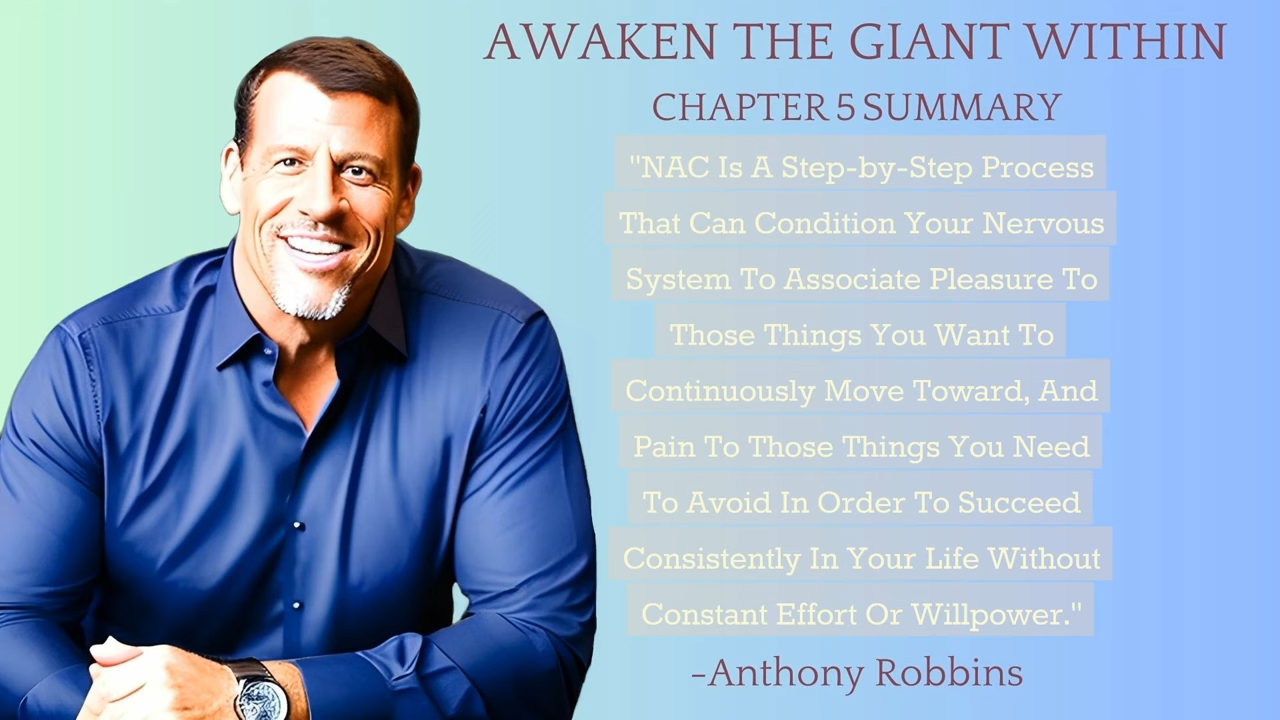 AWAKEN THE GIANT WITHIN
CHAPTER 5 SUMMARY
"NAC Is A Step-by-Step Process
That Can Condition Your Nervous
System To Associate Pleasure To
Those Things You Want To
Continuously Move Toward, And
Pain To Those Things You Need
To Avoid In Order To Succeed
Consistently In Your Life Without
Constant Effort Or Willpower."
-Anthony Robbins